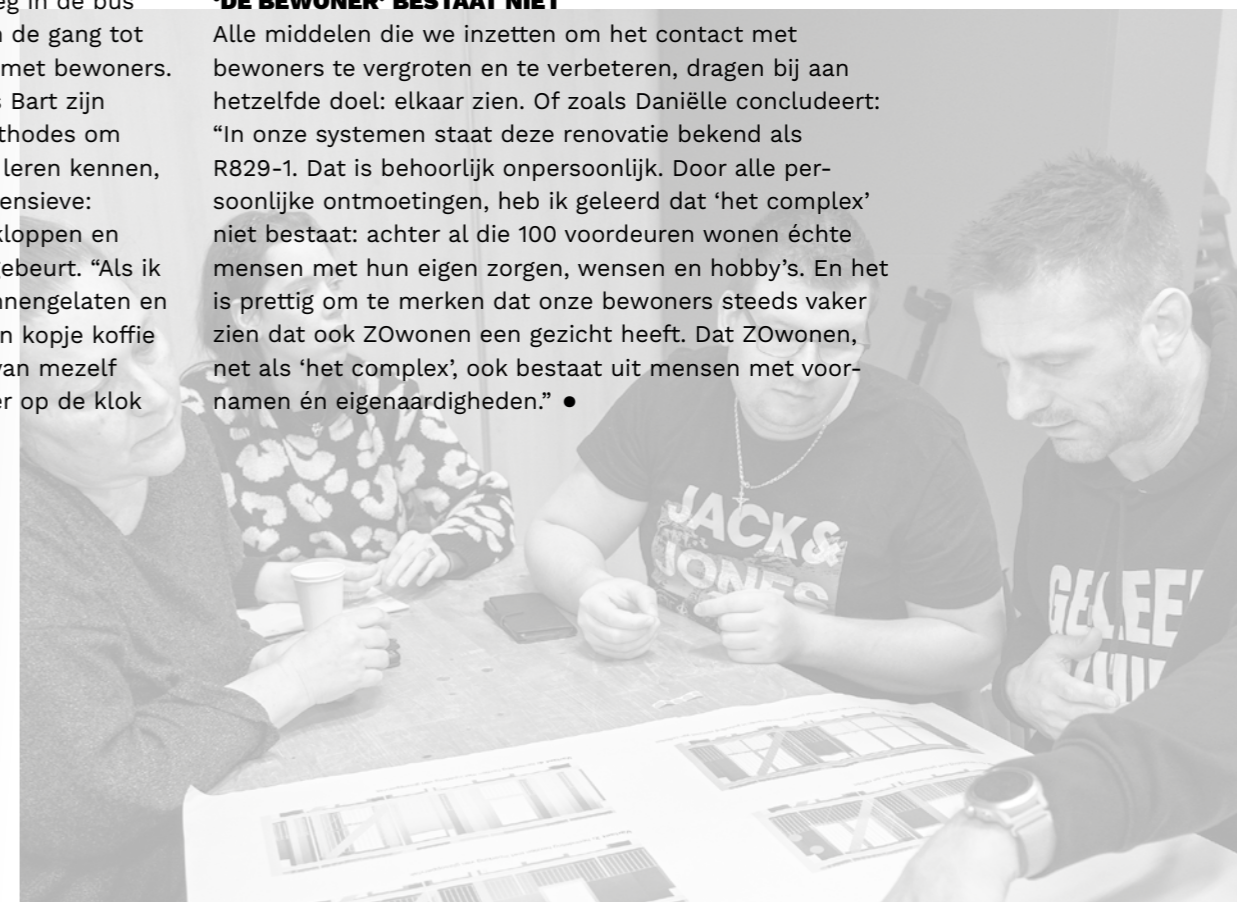 eg in de bus
de gang tot
met bewoners.
Bart zijn
thodes om
leren kennen,
ensieve:
kloppen en
gebeurt. “Als ik
nnengelaten en
n kopje koffie
van mezelf
er op de klok
‘DE BEWONER’ BESTAAT NIET
Alle middelen die we inzetten om het contact met
bewoners te vergroten en te verbeteren, dragen bij aan
hetzelfde doel: elkaar zien. Of zoals Daniëlle concludeert:
“In onze systemen staat deze renovatie bekend als
R829-1. Dat is behoorlijk onpersoonlijk. Door alle per-
soonlijke ontmoetingen, heb ik geleerd dat ‘het complex’
niet bestaat: achter al die 100 voordeuren wonen échte
mensen met hun eigen zorgen, wensen en hobby’s. En het
is prettig om te merken dat onze bewoners steeds vaker
zien dat ook ZOwonen een gezicht heeft. Dat ZOwonen,
net als ‘het complex’, ook bestaat uit mensen met voor-
namen én eigenaardigheden.” ●
JACK &
JONES